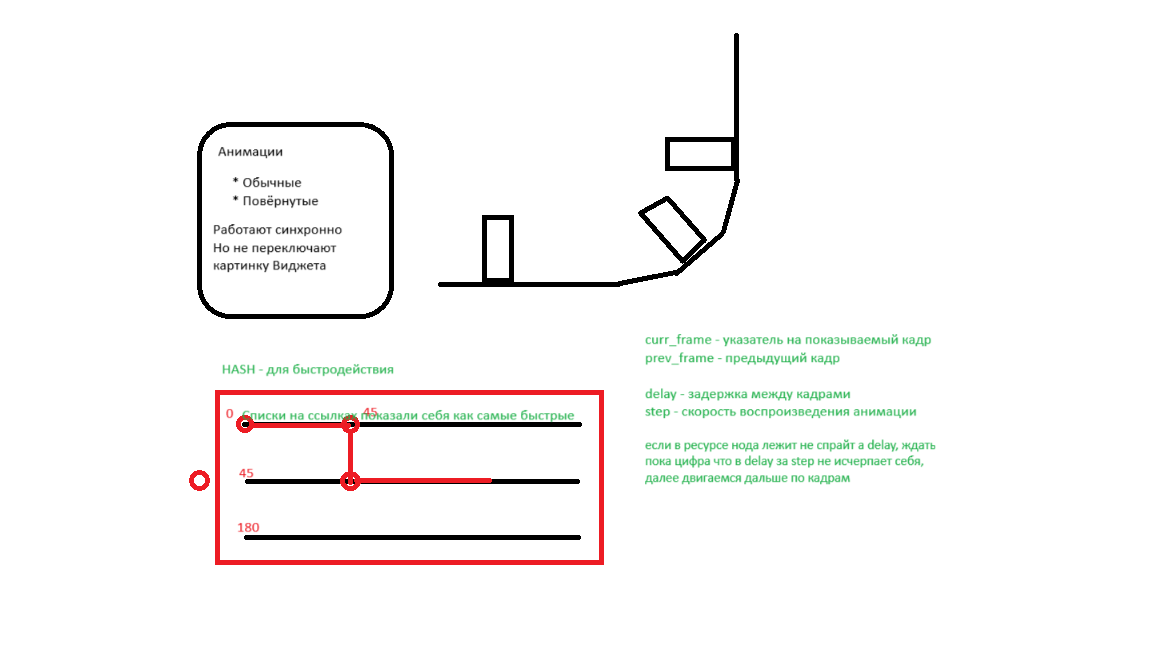 Анимации
* Обычные
* Повёрнутые
Работают синхронно
Но не переключают
картинку Виджета
curr_frame - указатель на показываемый кадр
prev_frame - предыдущий кадр
delay - задержка между кадрами
step - скорость воспроизведения анимации
если в ресурсе нода лежит не спрайт а delay, ждать
пока цифра что в delay за step не исчерпает себя,
далее двигаемся дальше по кадрам
HASH - для быстродействия
0
45
Списки на ссылках показали себя как самые быстрые
45
180